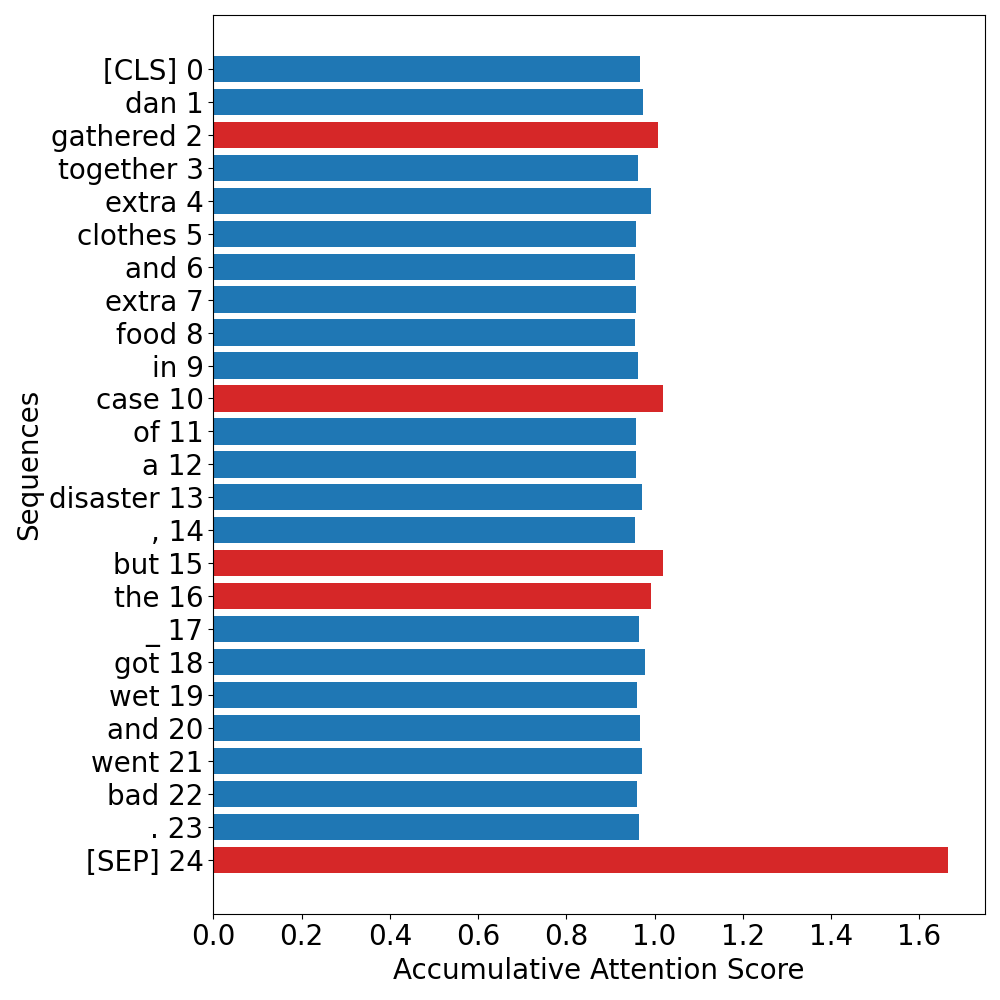 [CLS] 0
dan 1
gathered 2
together 3
extra 4
clothes 5
and 6
extra 7
food 8
in 9
case 10
of 11
a 12
disaster 13
, 14
but 15
the 16
_ 17
got 18
wet 19
and 20
went 21
bad 22
. 23
[SEP] 24
Sequences
0.0 0.2 0.4 0.6 0.8 1.0 1.2 1.4 1.6
Accumulative Attention Score